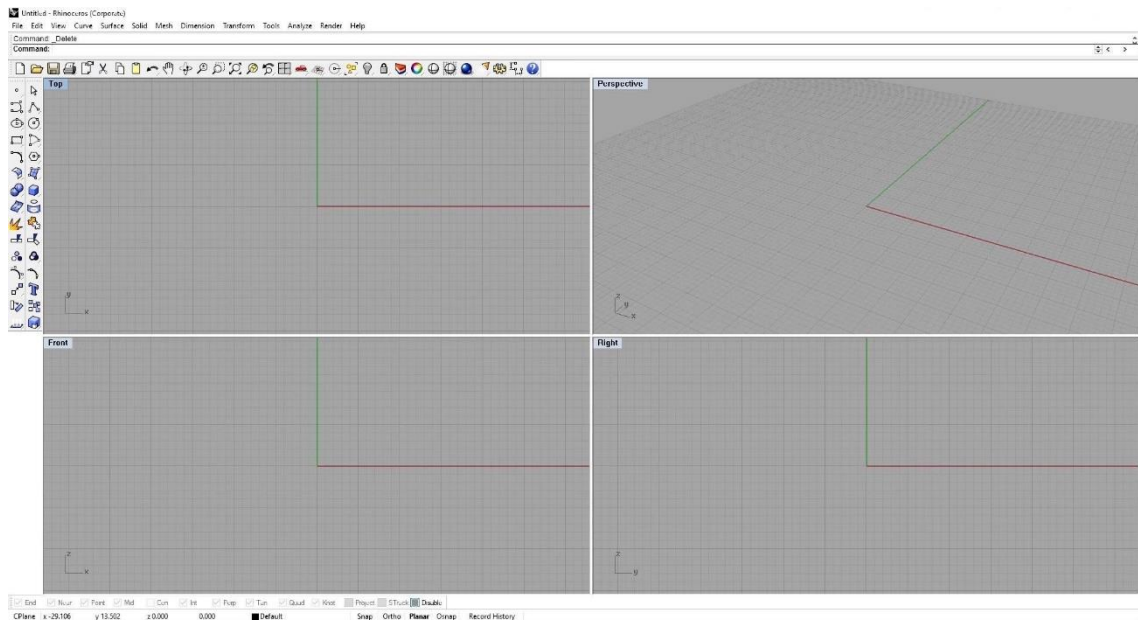 Untitled - Rhinoceros (Corporate)
File Edit View Curve Surface Solid Mesh Dimension Transform Tools Analyze Render Help
Command: _Delete
Command:
Top
Perspective
y
x
z
y
x
Front
Right
z
x
z
y
End Near Point Mid Cen Int Perp Tan Quad Knot Project STrack Disable
CPlane x -29.106 y 13.502 z 0.000 0.000 Default Snap Ortho Planar Osnap Record History